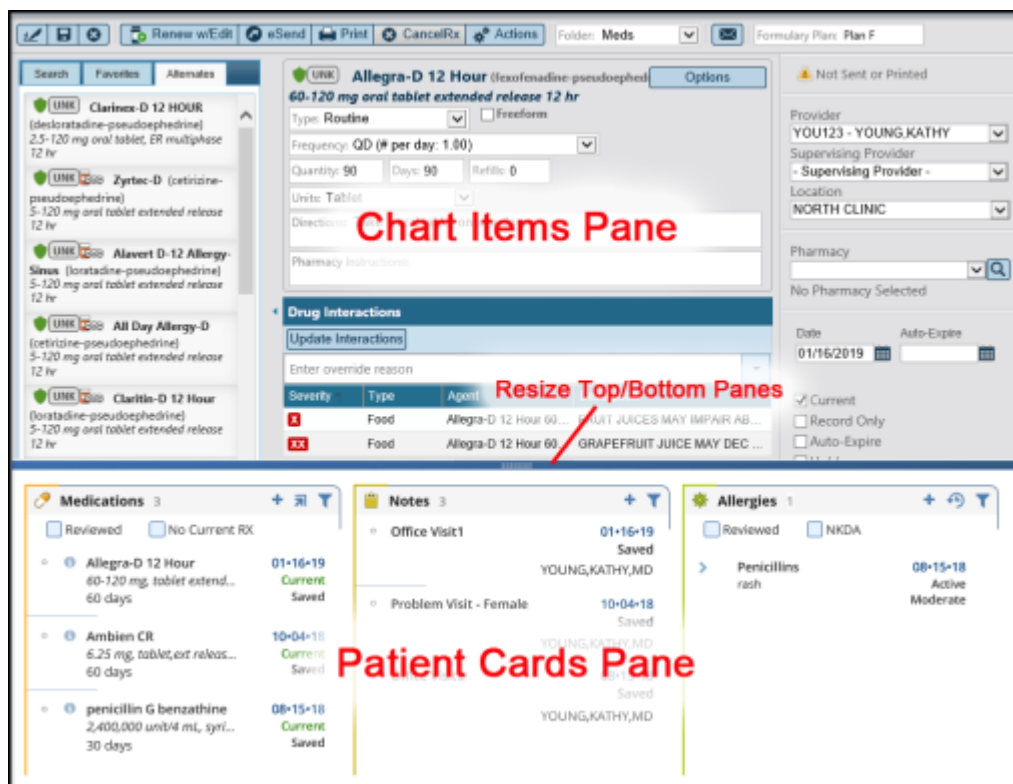 Renew w/Edit eSend Print CancelRx Actions Folder: Meds Formulary Plan: Plan F
Search Favorites Alternates
UNK Clarinex-D 12 HOUR
(desloratadine-pseudoephedrine)
2.5-120 mg oral tablet, ER multiphase
12 hr
UNK Zyrtec-D (cetirizine-
pseudoephedrine)
5-120 mg oral tablet extended release
12 hr
UNK Alavert D-12 Allergy-
Sinus (loratadine-pseudoephedrine)
5-120 mg oral tablet extended release
12 hr
UNK All Day Allergy-D
(cetirizine-pseudoephedrine)
5-120 mg oral tablet extended release
12 hr
UNK Claritin-D 12 Hour
(loratadine-pseudoephedrine)
5-120 mg oral tablet extended release
12 hr
UNK Allegra-D 12 Hour (fexofenadine-pseudoephed Options
60-120 mg oral tablet extended release 12 hr
Type: Routine Freeform
Frequency: QD (# per day: 1.00)
Quantity: 90 Days: 90 Refills: 0
Units: Tablet
Directions:
Chart Items Pane
Pharmacy instructions:
Drug Interactions
Update Interactions
Enter override reason
Resize Top/Bottom Panes
Severity Type Agent
X Food Allegra-D 12 Hour 60... FRUIT JUICES MAY IMPAIR AB...
XX Food Allegra-D 12 Hour 60... GRAPEFRUIT JUICE MAY DEC ...
Not Sent or Printed
Provider
YOU123 - YOUNG,KATHY
Supervising Provider
- Supervising Provider -
Location
NORTH CLINIC
Pharmacy
No Pharmacy Selected
Date Auto-Expire
01/16/2019
Current
Record Only
Auto-Expire
Medications 3
Reviewed No Current RX
Allegra-D 12 Hour 01•16•19
60-120 mg, tablet extend... Current
60 days Saved
Ambien CR 10•04•18
6.25 mg, tablet,ext releas... Current
60 days Saved
penicillin G benzathine 08•15•18
2,400,000 unit/4 mL, syri... Current
30 days Saved
Notes 3
Office Visit1 01•16•19
Saved
YOUNG,KATHY,MD
Problem Visit - Female 10•04•18
Saved
YOUNG,KATHY,MD
Patient Cards Pane
08•15•18
Saved
YOUNG,KATHY,MD
Allergies 1
Reviewed NKDA
Penicillins 08•15•18
rash Active
Moderate